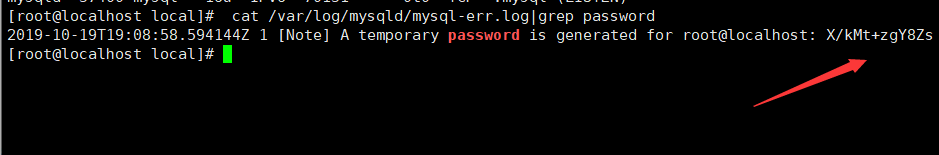 [root@localhost local]#  cat /var/log/mysqld/mysql-err.log|grep password
2019-10-19T19:08:58.594144Z 1 [Note] A temporary password is generated for root@localhost: X/kMt+zgY8Zs
[root@localhost local]#